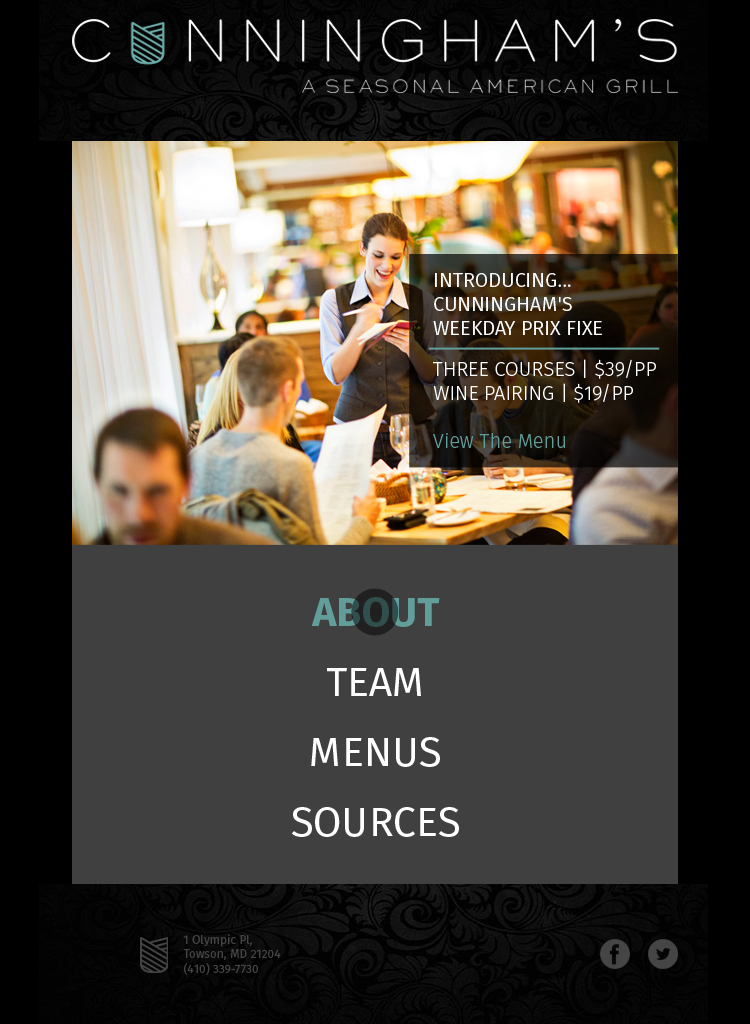 CUNNINGHAM'S
A SEASONAL AMERICAN GRILL
INTRODUCING...
CUNNINGHAM'S
WEEKDAY PRIX FIXE
THREE COURSES | $39/PP
WINE PAIRING | $19/PP
View The Menu
ABOUT
TEAM
MENUS
SOURCES
1 Olympic Pl,
Towson, MD 21204
(410) 339-7730